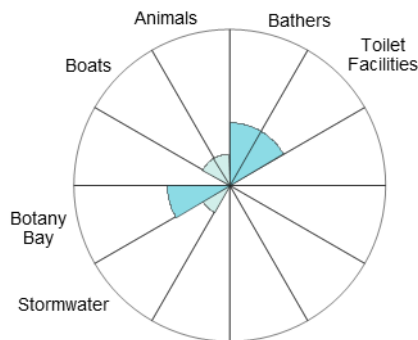 Animals
Bathers
Toilet
Facilities
Boats
Botany
Bay
Stormwater